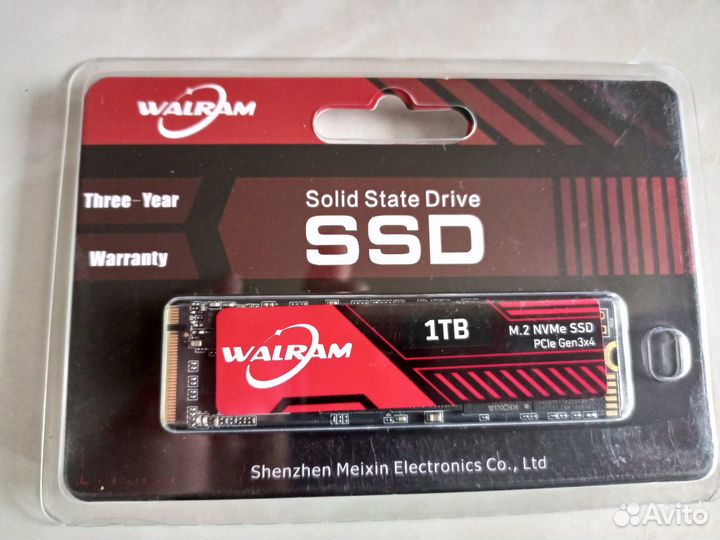 WALRAM
Three-Year
Warranty
Solid State Drive
SSD
WALRAM
1TB
M.2 NVMe SSD
PCIe Gen3x4
KIOXIA
Shenzhen Meixin Electronics Co., Ltd
Avito